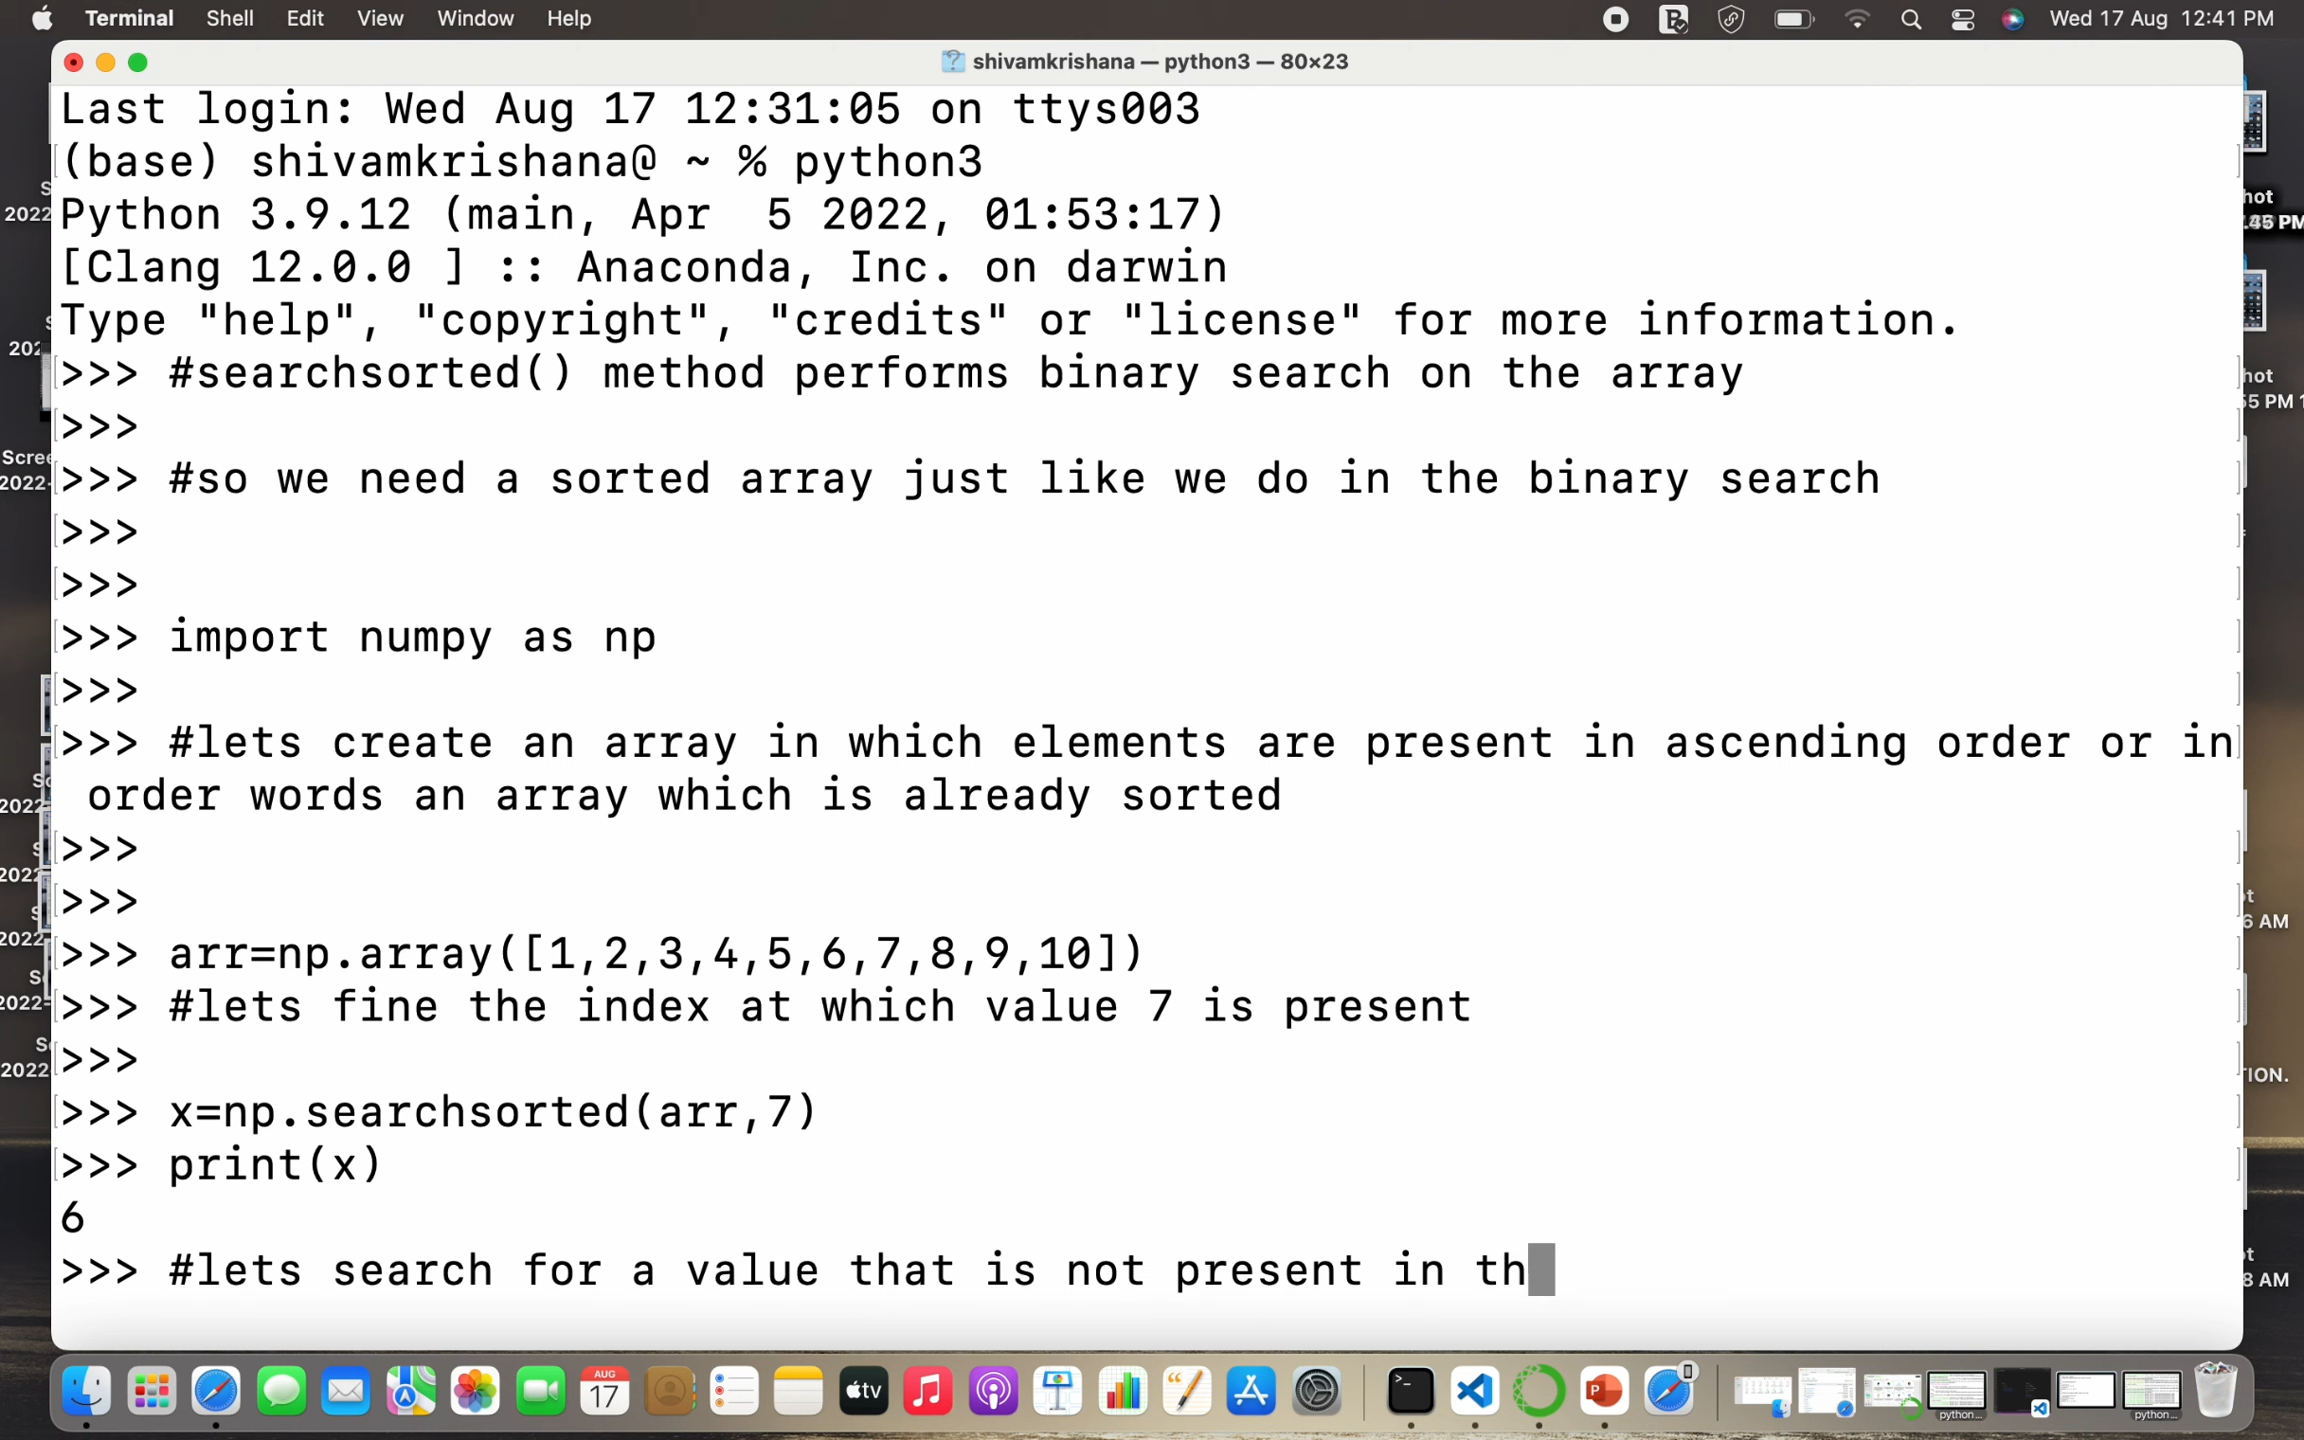 Terminal Shell Edit View Window Help Wed 17 Aug 12:41 PM
shivamkrishana — python3 — 80×23
Last login: Wed Aug 17 12:31:05 on ttys003
(base) shivamkrishana@ ~ % python3
Python 3.9.12 (main, Apr  5 2022, 01:53:17)
[Clang 12.0.0 ] :: Anaconda, Inc. on darwin
Type "help", "copyright", "credits" or "license" for more information.
>>> #searchsorted() method performs binary search on the array
>>>
>>> #so we need a sorted array just like we do in the binary search
>>>
>>>
>>> import numpy as np
>>>
>>> #lets create an array in which elements are present in ascending order or in
 order words an array which is already sorted
>>>
>>>
>>> arr=np.array([1,2,3,4,5,6,7,8,9,10])
>>> #lets fine the index at which value 7 is present
>>>
>>> x=np.searchsorted(arr,7)
>>> print(x)
6
>>> #lets search for a value that is not present in th
AUG
17
tv
python...
python...